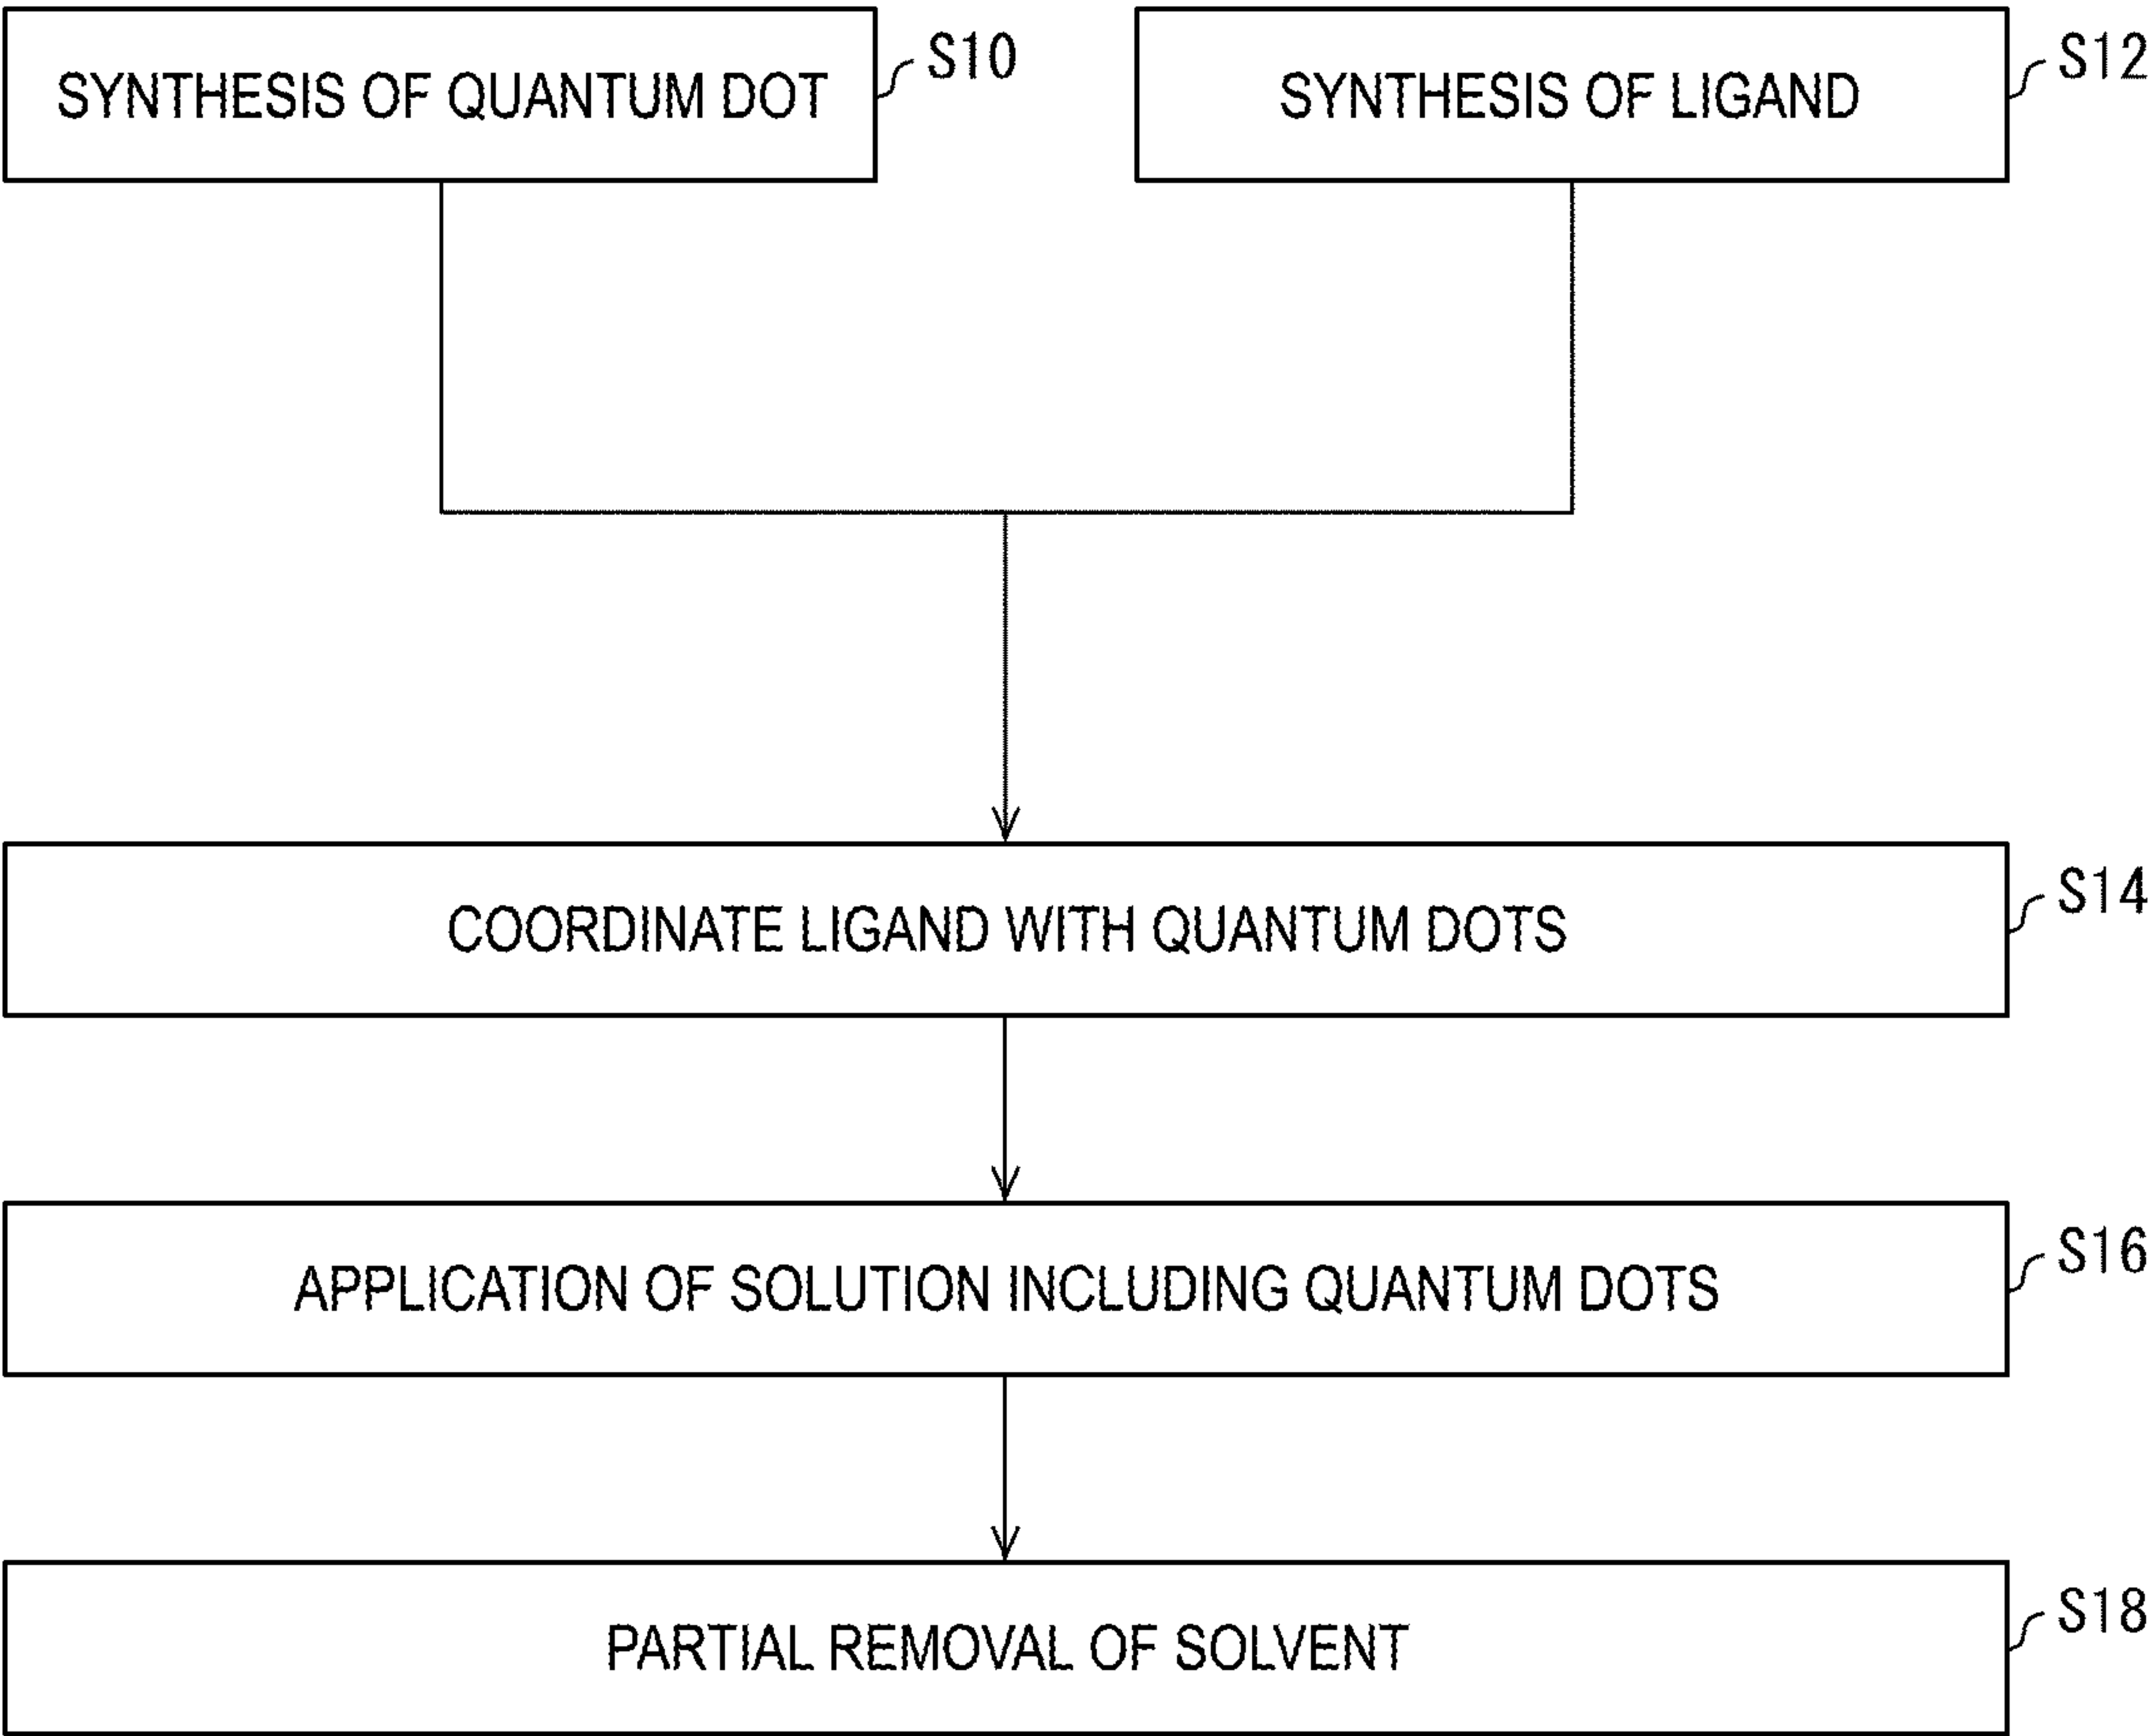 SYNTHESIS OF QUANTUM DOT
S10
SYNTHESIS OF LIGAND
S12
COORDINATE LIGAND WITH QUANTUM DOTS
S14
APPLICATION OF SOLUTION INCLUDING QUANTUM DOTS
S16
PARTIAL REMOVAL OF SOLVENT
S18